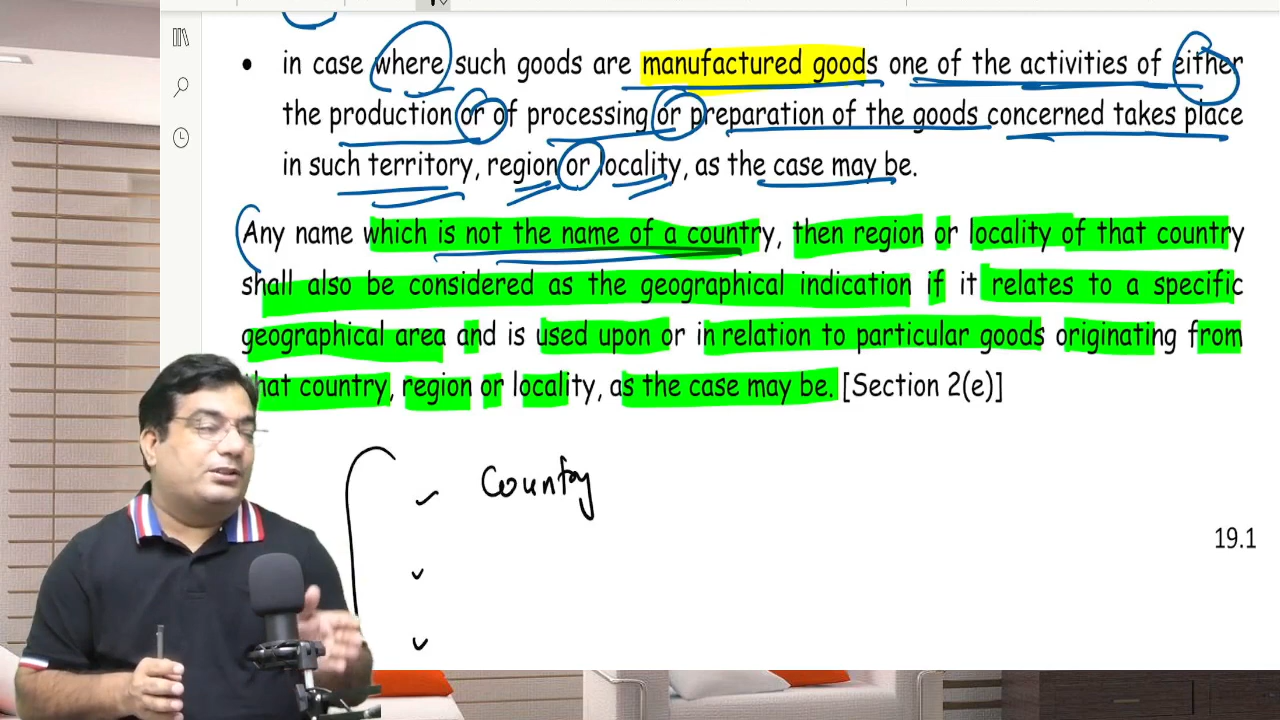 • in case where such goods are manufactured goods one of the activities of either
the production or of processing or preparation of the goods concerned takes place
in such territory, region or locality, as the case may be.
Any name which is not the name of a country, then region or locality of that country
shall also be considered as the geographical indication if it relates to a specific
geographical area and is used upon or in relation to particular goods originating from
that country, region or locality, as the case may be. [Section 2(e)]
Country
19.1